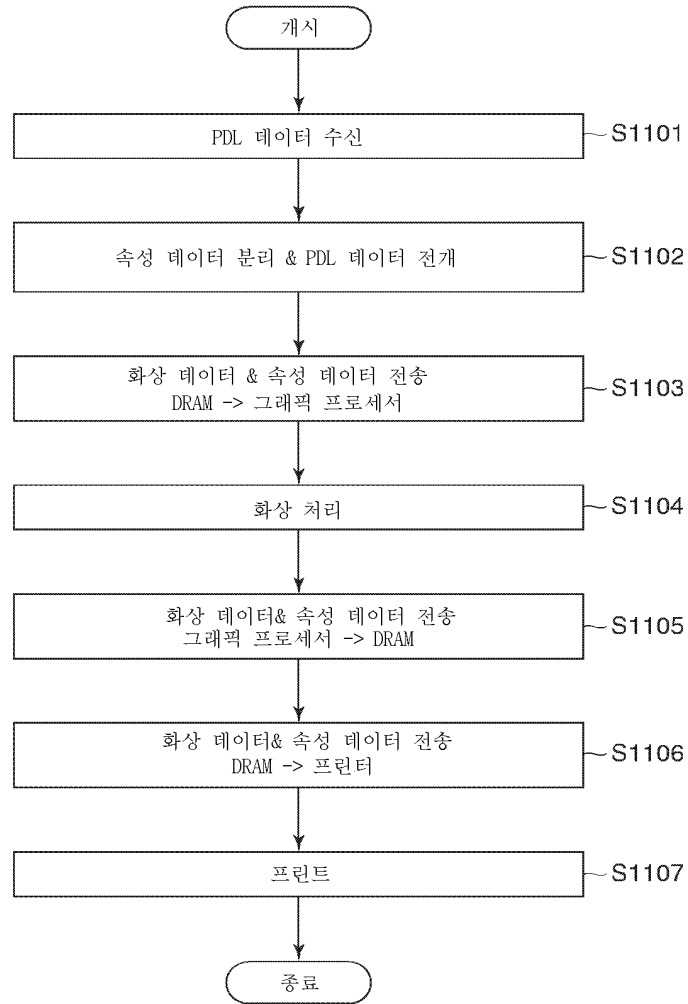 개시
PDL 데이터 수신
S1101
속성 데이터 분리 & PDL 데이터 전개
S1102
화상 데이터 & 속성 데이터 전송
DRAM -> 그래픽 프로세서
S1103
화상 처리
S1104
화상 데이터& 속성 데이터 전송
그래픽 프로세서 -> DRAM
S1105
화상 데이터& 속성 데이터 전송
DRAM -> 프린터
S1106
프린트
S1107
종료